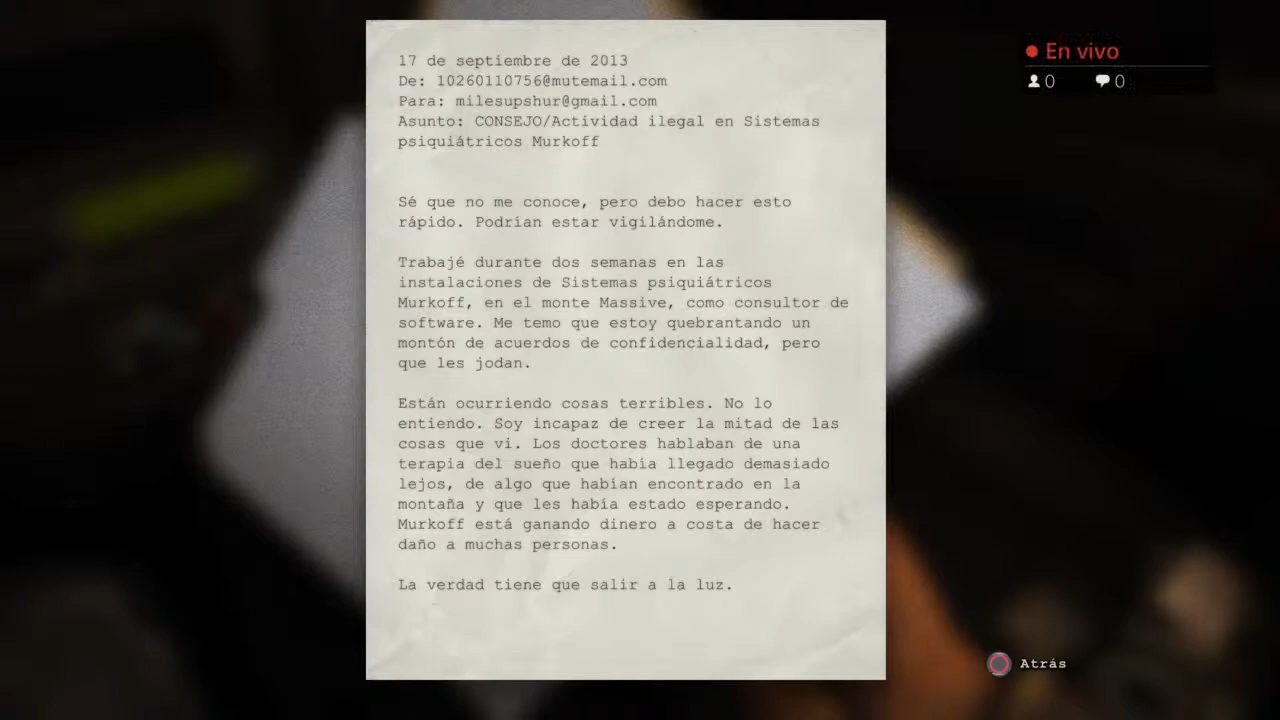 17 de septiembre de 2013
De: 10260110756@mutemail.com
Para: milesupshur@gmail.com
Asunto: CONSEJO/Actividad ilegal en Sistemas
psiquiátricos Murkoff
Sé que no me conoce, pero debo hacer esto
rápido. Podrían estar vigilándome.
Trabajé durante dos semanas en las
instalaciones de Sistemas psiquiátricos
Murkoff, en el monte Massive, como consultor de
software. Me temo que estoy quebrantando un
montón de acuerdos de confidencialidad, pero
que les jodan.
Están ocurriendo cosas terribles. No lo
entiendo. Soy incapaz de creer la mitad de las
cosas que vi. Los doctores hablaban de una
terapia del sueño que había llegado demasiado
lejos, de algo que habían encontrado en la
montaña y que les había estado esperando.
Murkoff está ganando dinero a costa de hacer
daño a muchas personas.
La verdad tiene que salir a la luz.
En vivo
0 0
Atrás